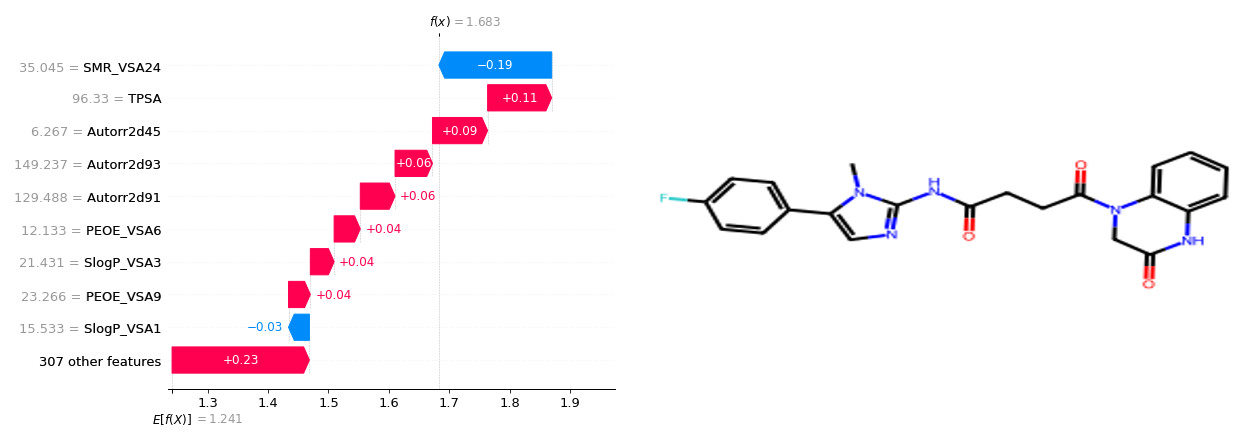 f(x) = 1.683
35.045 = SMR_VSA24
−0.19
96.33 = TPSA
+0.11
6.267 = Autorr2d45
+0.09
149.237 = Autorr2d93
+0.06
129.488 = Autorr2d91
+0.06
12.133 = PEOE_VSA6
+0.04
21.431 = SlogP_VSA3
+0.04
23.266 = PEOE_VSA9
+0.04
15.533 = SlogP_VSA1
−0.03
307 other features
+0.23
1.3 1.4 1.5 1.6 1.7 1.8 1.9
E[f(X)] = 1.241
F
N
N
H
N
O
O
N
NH
O